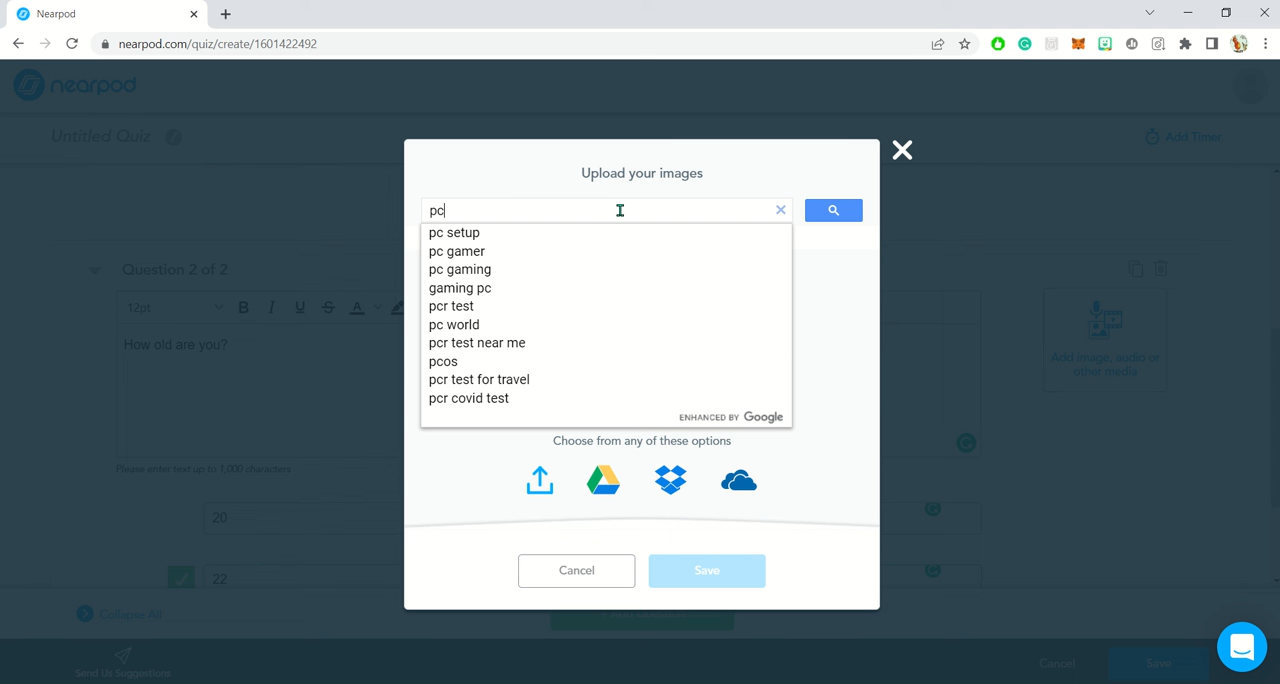 Nearpod
nearpod.com/quiz/create/1601422492
nearpod
Untitled Quiz
Add Timer
Upload your images
pc
pc setup
pc gamer
pc gaming
gaming pc
pcr test
pc world
pcr test near me
pcos
pcr test for travel
pcr covid test
ENHANCED BY Google
Question 2 of 2
12pt B I U S A
How old are you?
Add image, audio or
other media
Choose from any of these options
Please enter text up to 1,000 characters
20
22
Cancel
Save
Collapse All
Send Us Suggestions
Cancel
Save